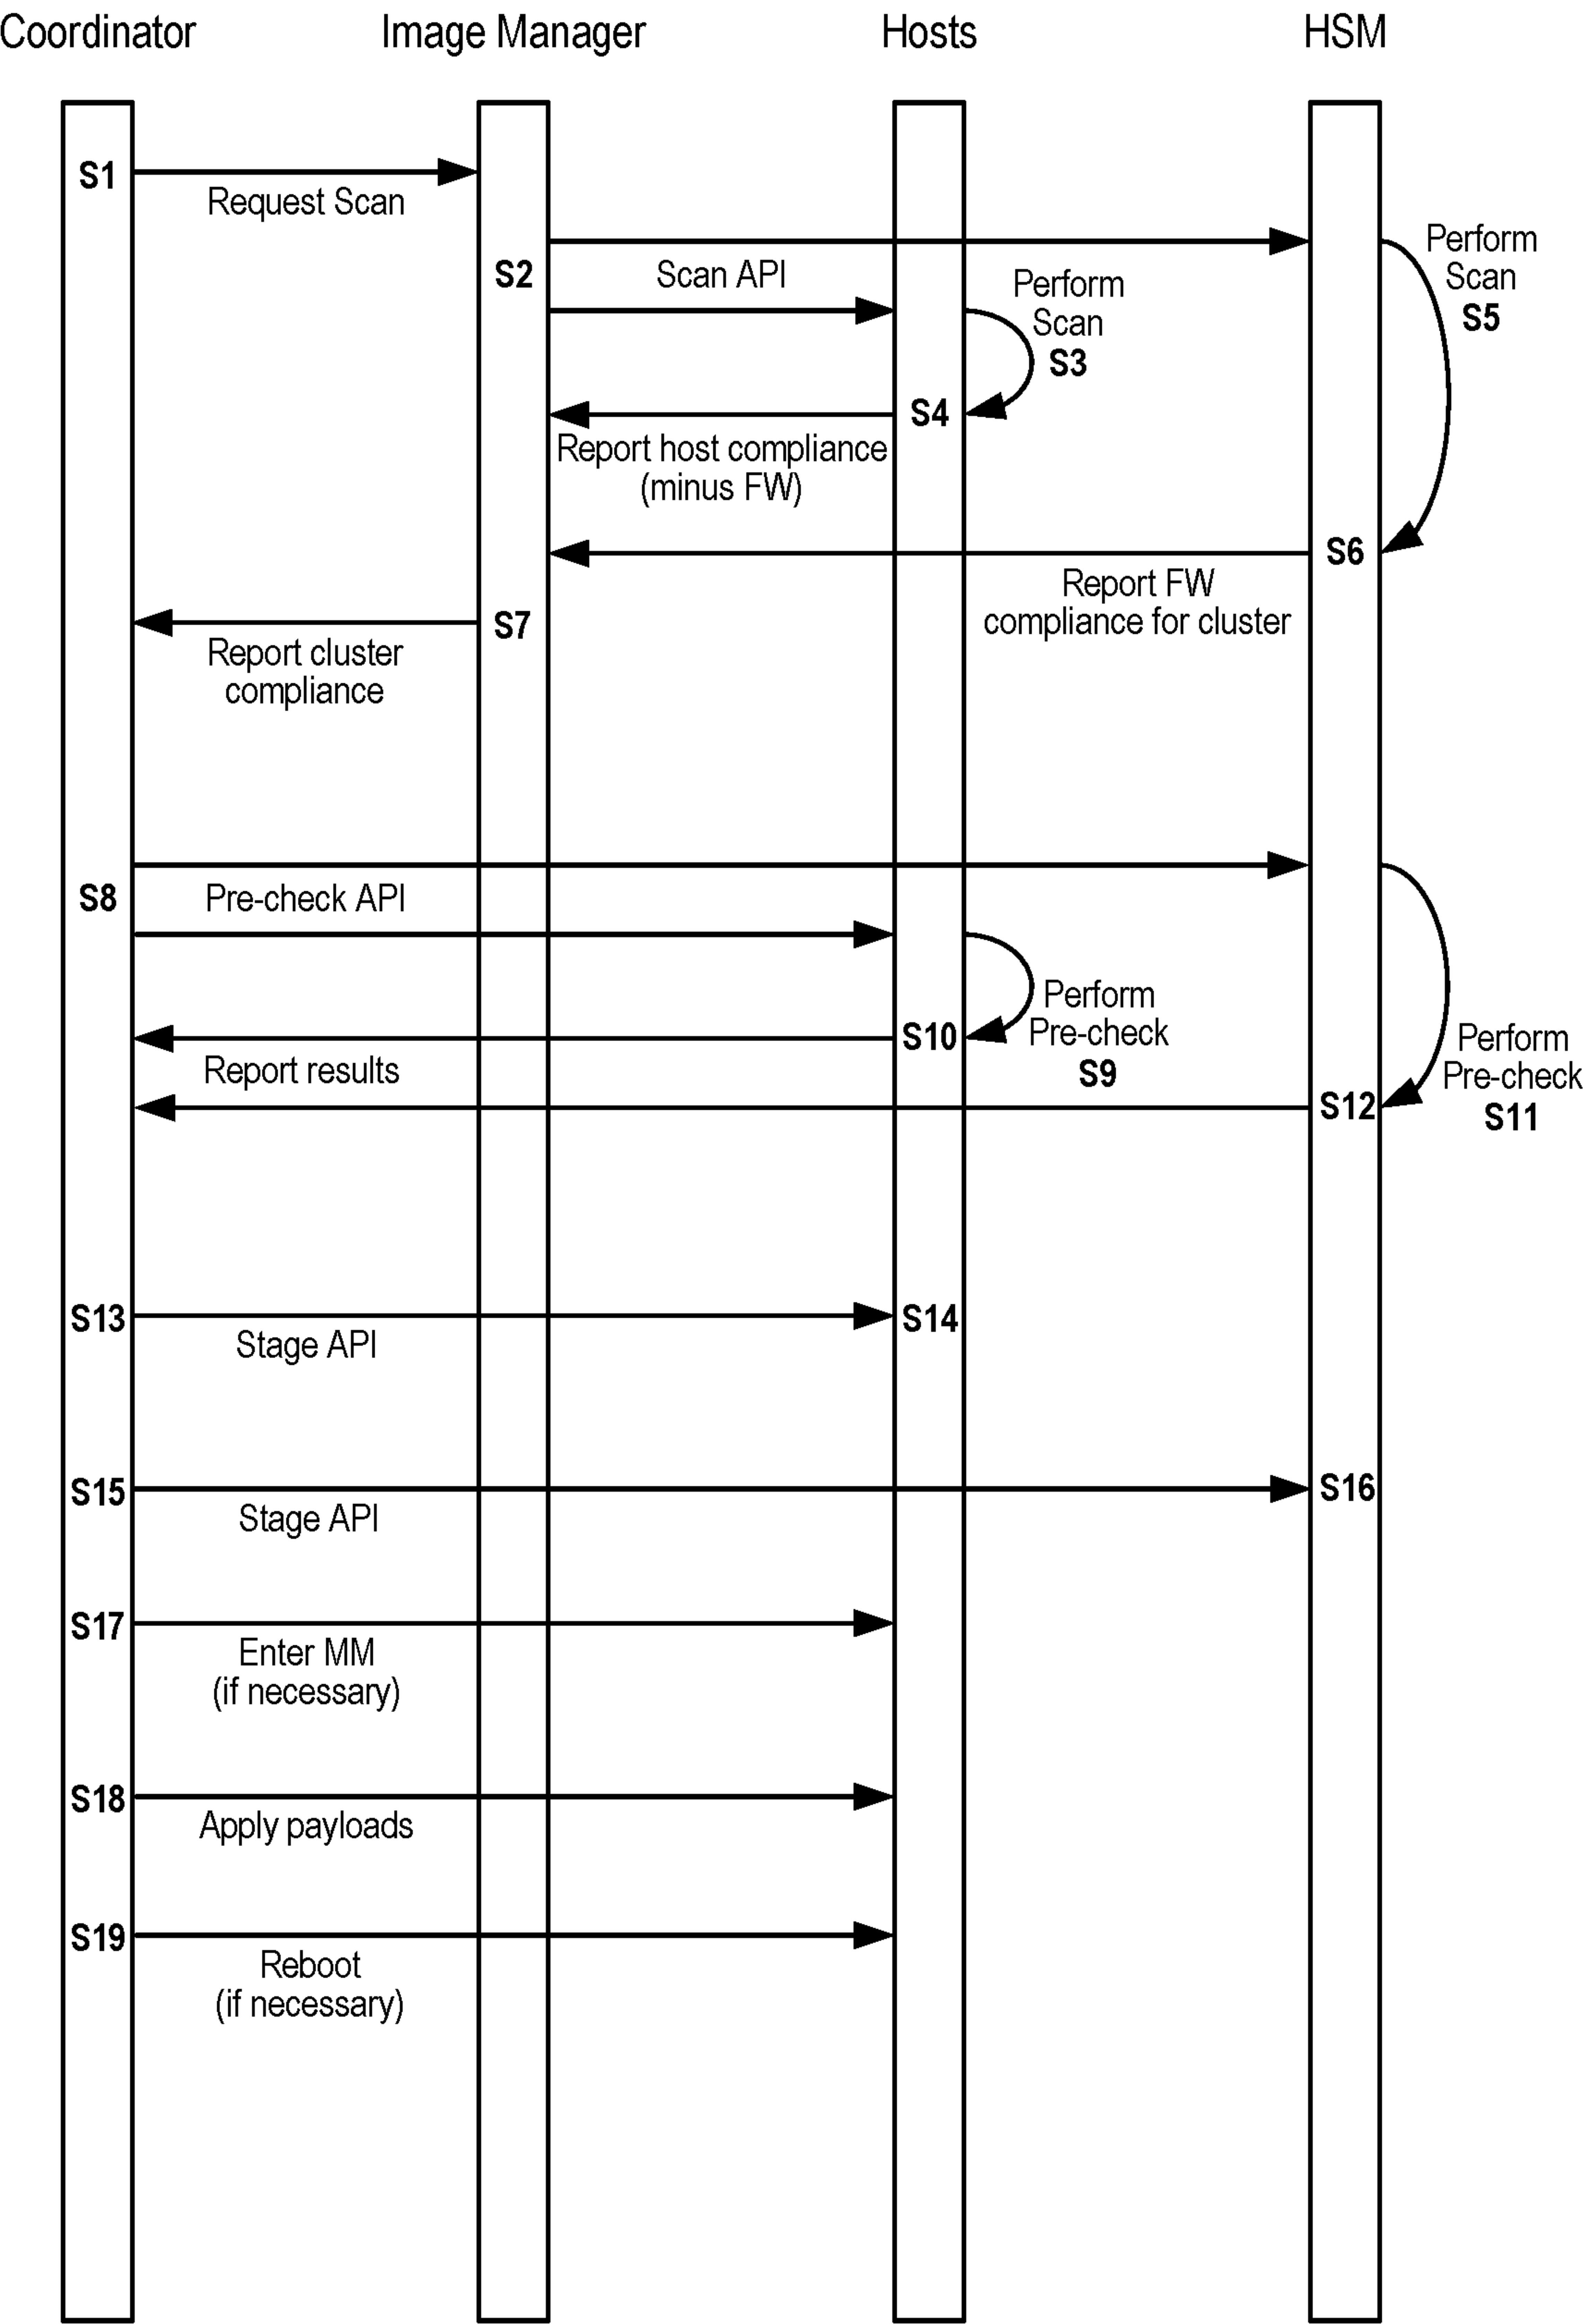 Coordinator
Image Manager
Hosts
HSM
S1
Request Scan
S2
Scan API
Perform
Scan
S3
Perform
Scan
S5
S4
Report host compliance
(minus FW)
S6
Report FW
compliance for cluster
S7
Report cluster
compliance
S8
Pre-check API
Perform
Pre-check
S9
S10
Report results
Perform
Pre-check
S11
S12
S13
Stage API
S14
S15
Stage API
S16
S17
Enter MM
(if necessary)
S18
Apply payloads
S19
Reboot
(if necessary)